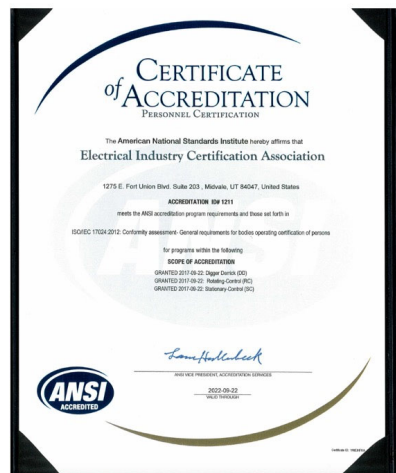 CERTIFICATE
of ACCREDITATION
PERSONNEL CERTIFICATION
The American National Standards Institute hereby affirms that
Electrical Industry Certification Association
1275 E. Fort Union Blvd. Suite 203 , Midvale, UT 84047, United States
ACCREDITATION ID# 1211
meets the ANSI accreditation program requirements and those set forth in
ISO/IEC 17024:2012: Conformity assessment- General requirements for bodies operating certification of persons
for programs within the following
SCOPE OF ACCREDITATION
GRANTED 2017-09-22: Digger Derrick (DD)
GRANTED 2017-09-22: Rotating-Control (RC)
GRANTED 2017-09-22: Stationary-Control (SC)
ANSI VICE PRESIDENT, ACCREDITATION SERVICES
2022-09-22
VALID THROUGH
ANSI
ACCREDITED